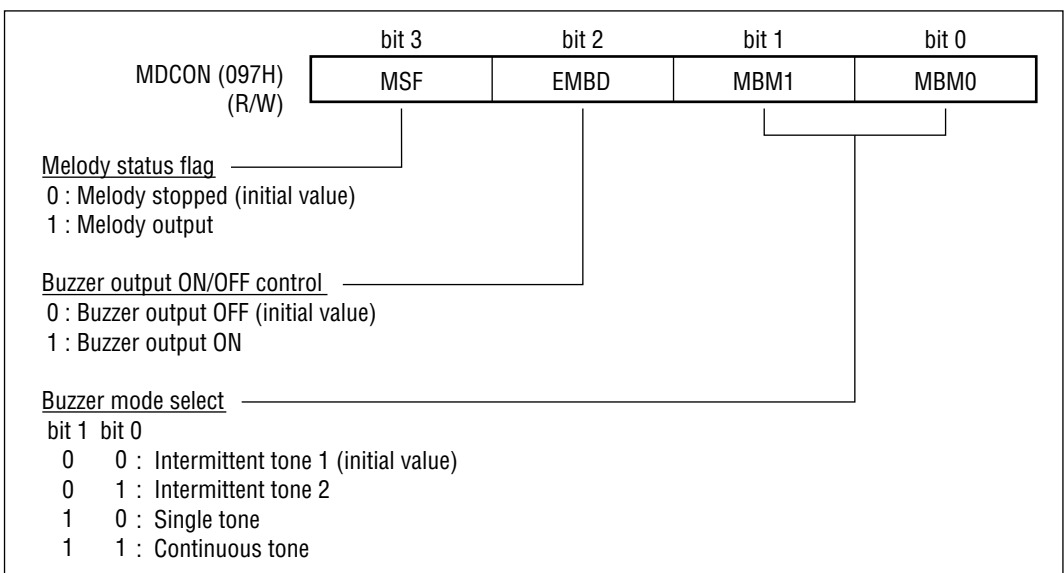 bit 3 bit 2 bit 1 bit 0
MDCON (097H) MSF EMBD MBM1 MBM0
(R/W)
Melody status flag
0 : Melody stopped (initial value)
1 : Melody output
Buzzer output ON/OFF control
0 : Buzzer output OFF (initial value)
1 : Buzzer output ON
Buzzer mode select
bit 1 bit 0
0 0 : Intermittent tone 1 (initial value)
0 1 : Intermittent tone 2
1 0 : Single tone
1 1 : Continuous tone